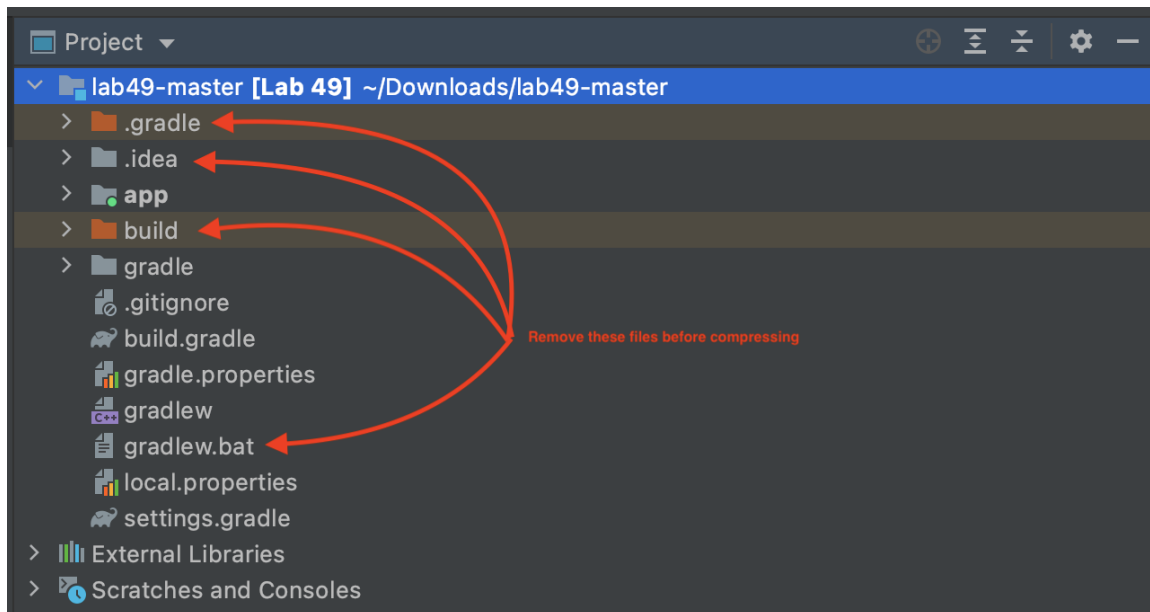 Project
lab49-master [Lab 49] ~/Downloads/lab49-master
.gradle
.idea
app
build
gradle
.gitignore
build.gradle
Remove these files before compressing
gradle.properties
C++ gradlew
gradlew.bat
local.properties
settings.gradle
External Libraries
Scratches and Consoles